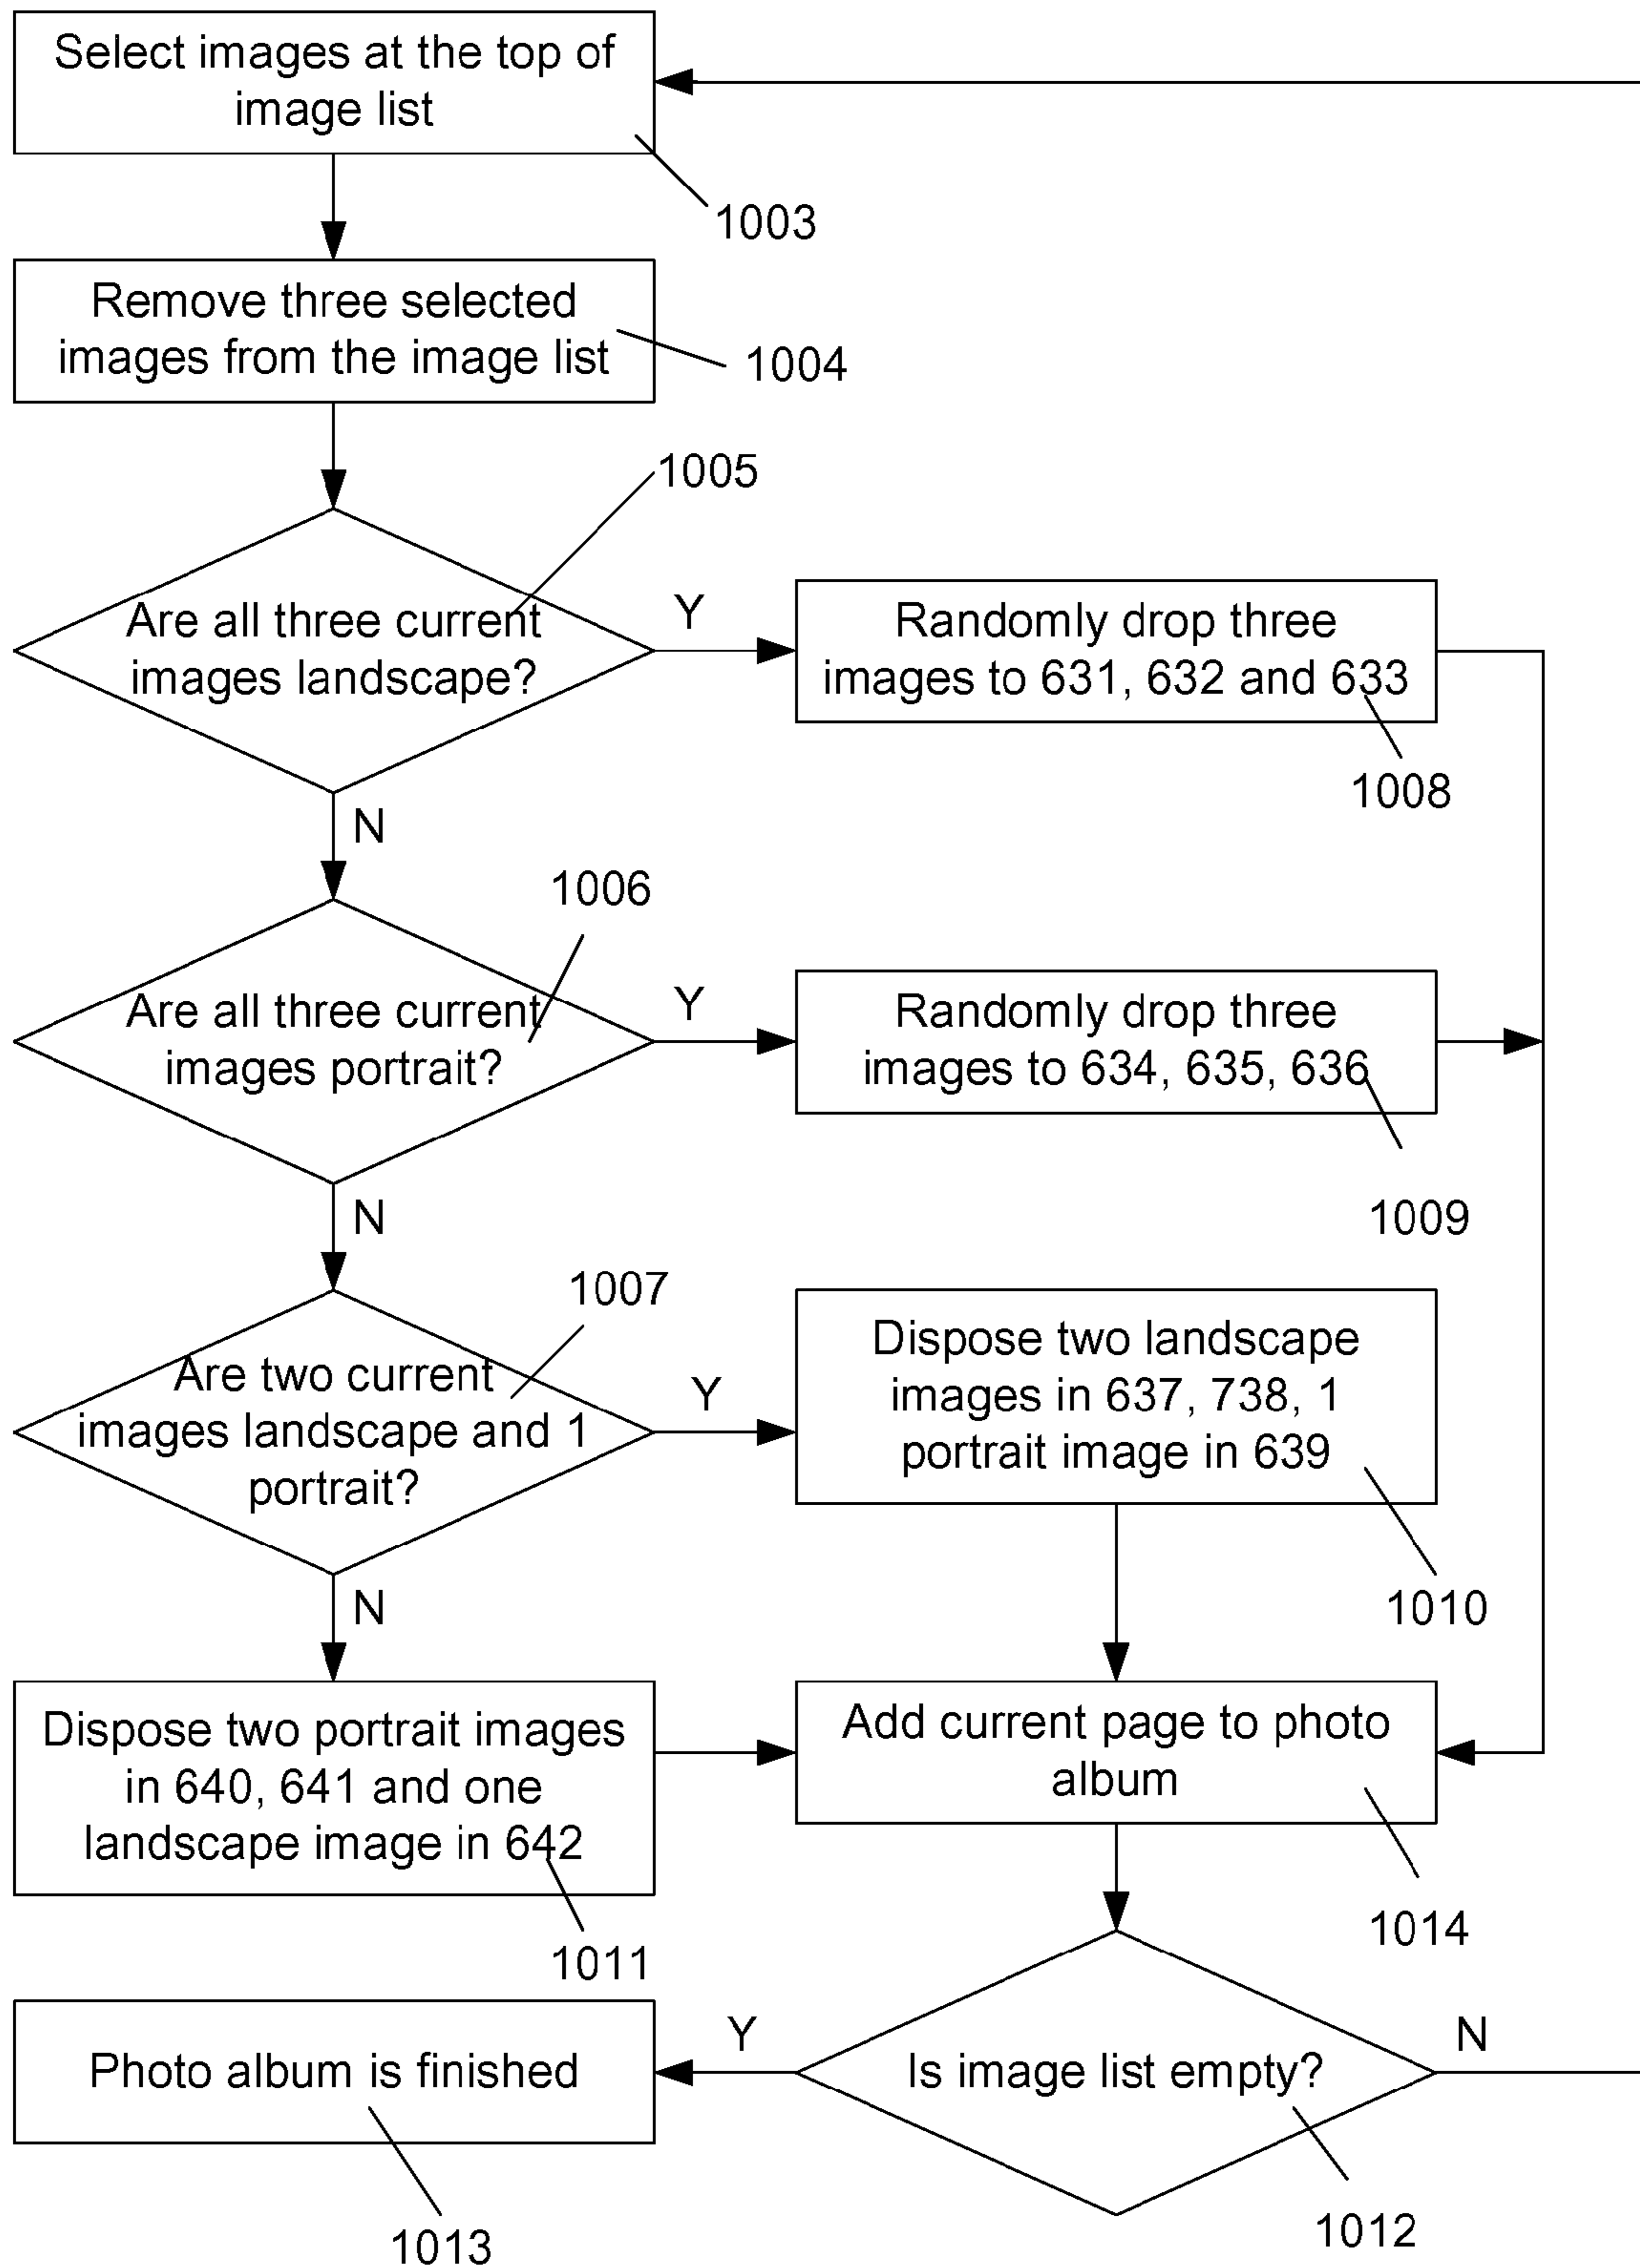 Select images at the top of
image list
1003
Remove three selected
images from the image list
1004
1005
Are all three current
images landscape?
Y
Randomly drop three
images to 631, 632 and 633
1008
N
1006
Are all three current
images portrait?
Y
Randomly drop three
images to 634, 635, 636
1009
N
1007
Are two current
images landscape and 1
portrait?
Y
Dispose two landscape
images in 637, 738, 1
portrait image in 639
1010
N
Dispose two portrait images
in 640, 641 and one
landscape image in 642
1011
Add current page to photo
album
1014
Is image list empty?
N
1012
Y
Photo album is finished
1013